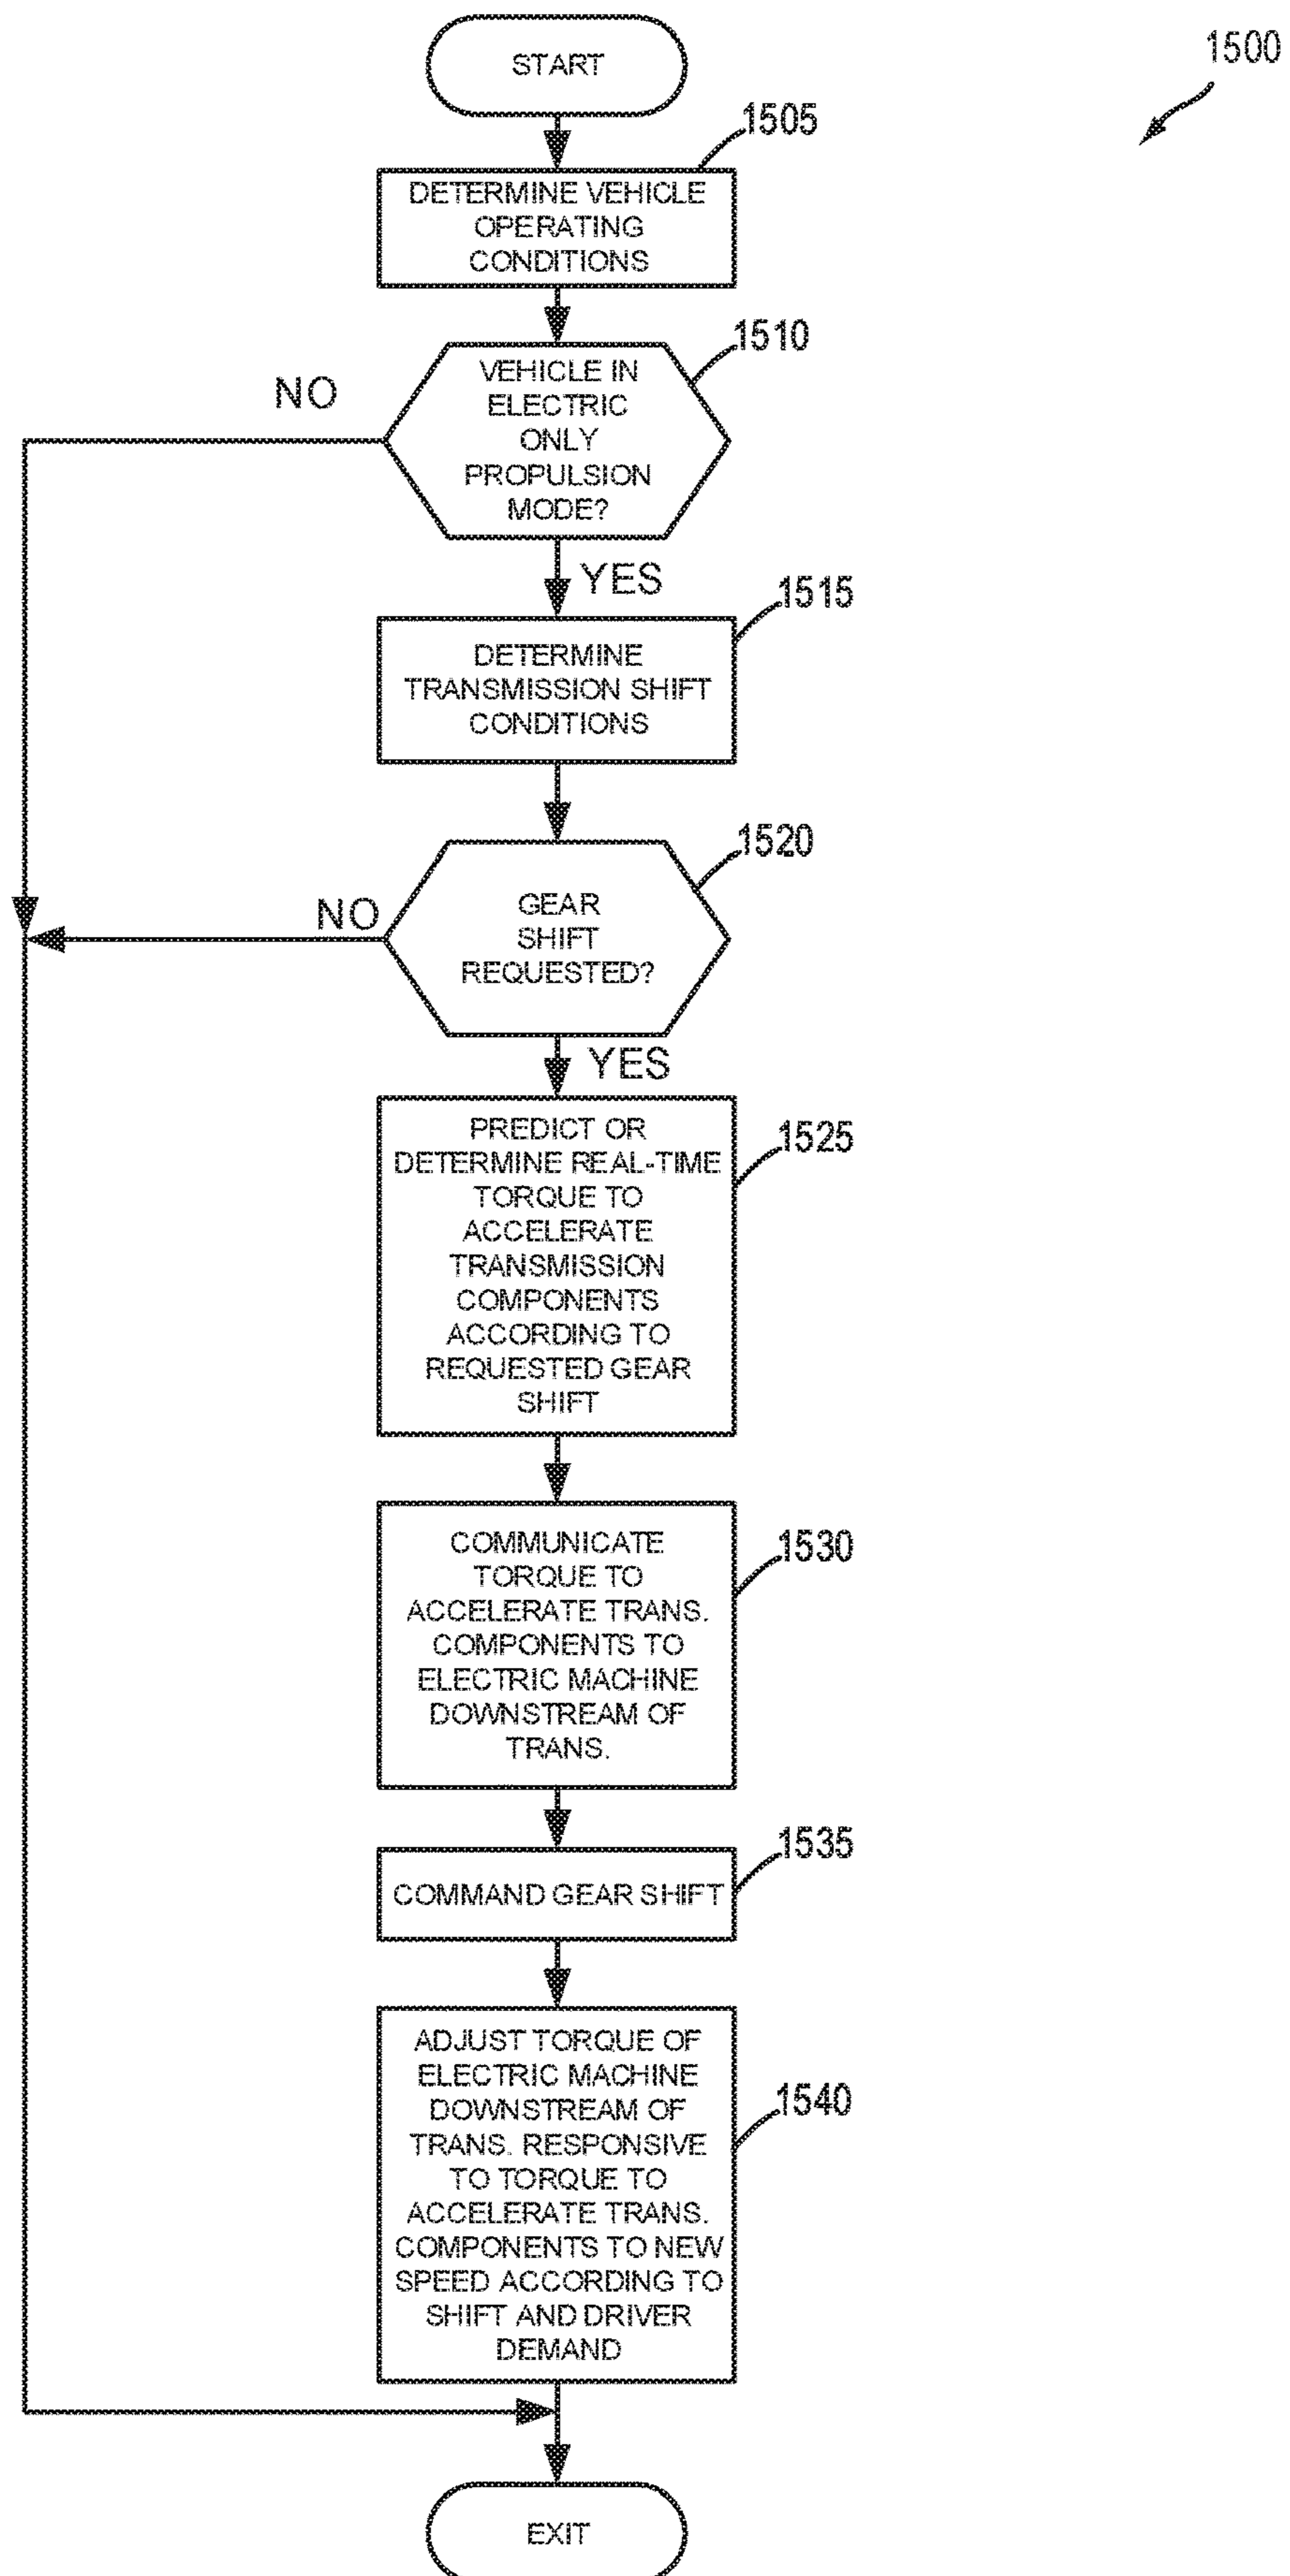 START
1500
1505
DETERMINE VEHICLE
OPERATING
CONDITIONS
1510
VEHICLE IN
ELECTRIC
ONLY
PROPULSION
MODE?
NO
YES
1515
DETERMINE
TRANSMISSION SHIFT
CONDITIONS
1520
GEAR
SHIFT
REQUESTED?
NO
YES
1525
PREDICT OR
DETERMINE REAL-TIME
TORQUE TO
ACCELERATE
TRANSMISSION
COMPONENTS
ACCORDING TO
REQUESTED GEAR
SHIFT
1530
COMMUNICATE
TORQUE TO
ACCELERATE TRANS.
COMPONENTS TO
ELECTRIC MACHINE
DOWNSTREAM OF
TRANS.
1535
COMMAND GEAR SHIFT
1540
ADJUST TORQUE OF
ELECTRIC MACHINE
DOWNSTREAM OF
TRANS. RESPONSIVE
TO TORQUE TO
ACCELERATE TRANS.
COMPONENTS TO NEW
SPEED ACCORDING TO
SHIFT AND DRIVER
DEMAND
EXIT